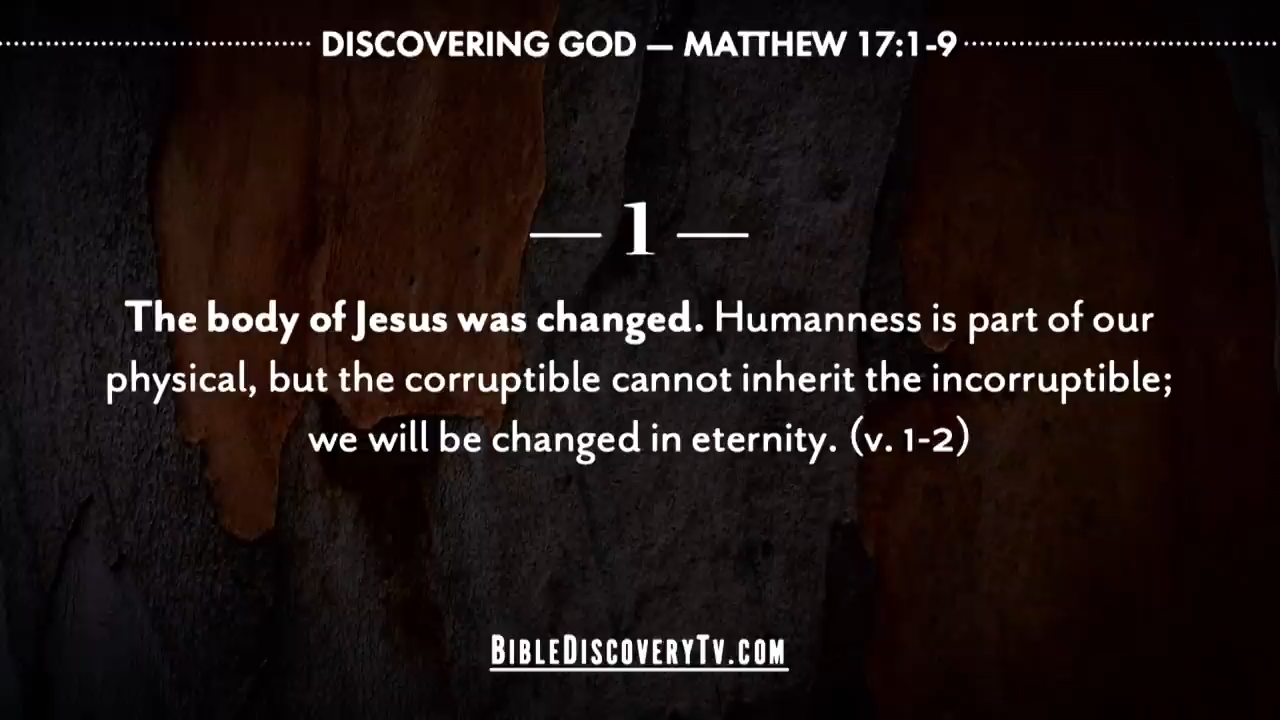 DISCOVERING GOD — MATTHEW 17:1-9
— 1 —
The body of Jesus was changed. Humanness is part of our
physical, but the corruptible cannot inherit the incorruptible;
we will be changed in eternity. (v. 1-2)
BIBLEDISCOVERYTV.COM